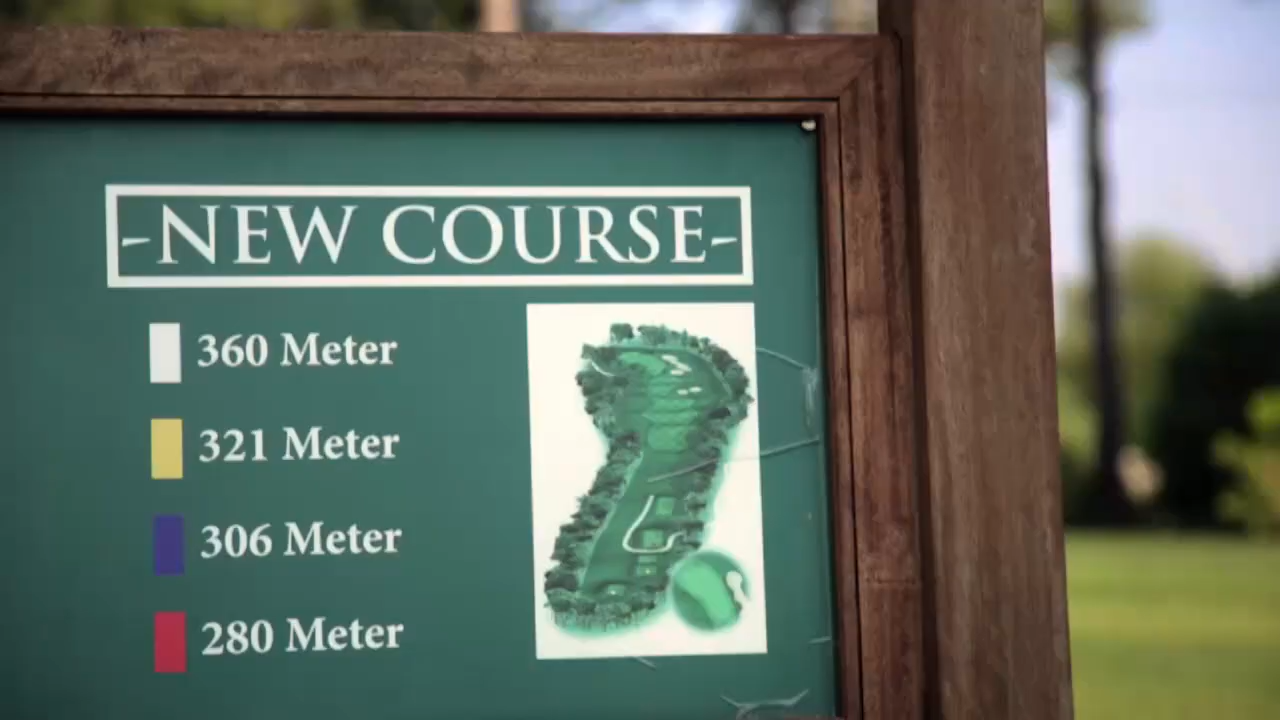 -NEW COURSE-
360 Meter
321 Meter
306 Meter
280 Meter